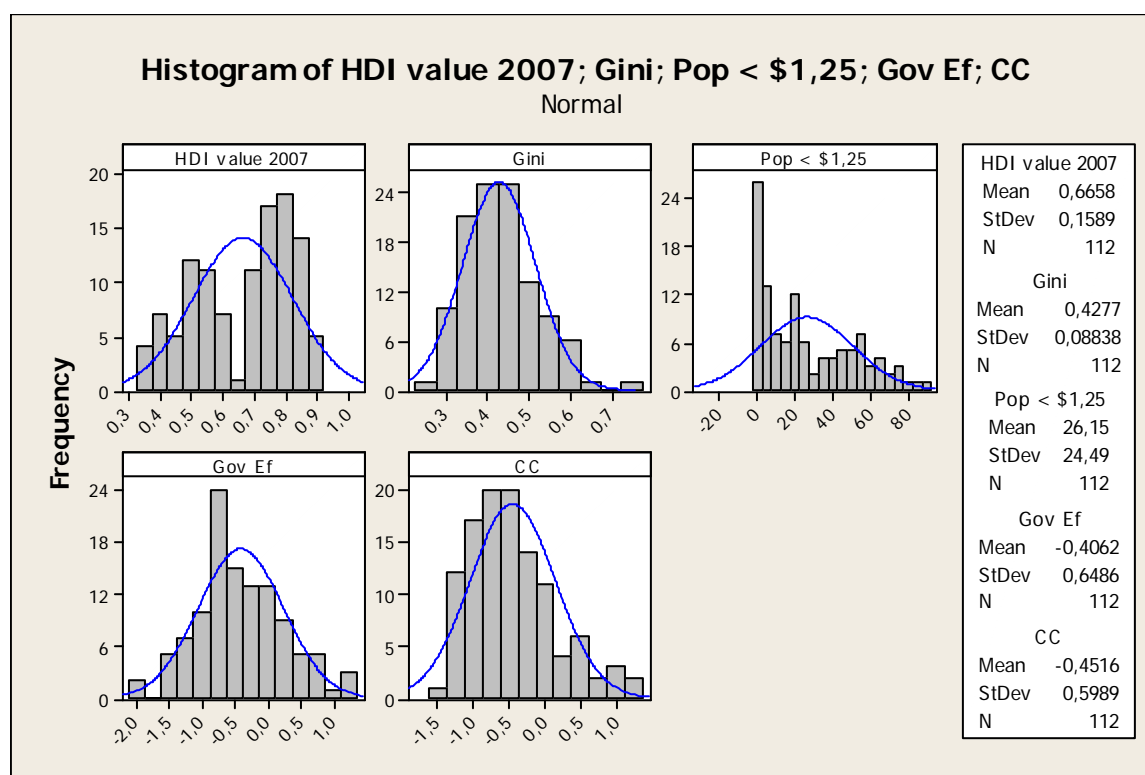 Histogram of HDI value 2007; Gini; Pop < $1,25; Gov Ef; CC
Normal
Frequency
HDI value 2007
20
15
10
5
0
0.3 0.4 0.5 0.6 0.7 0.8 0.9 1.0
Gini
24
18
12
6
0
0.3 0.4 0.5 0.6 0,7
Pop < $1,25
24
18
12
6
0
-20 0 20 40 60 80
Gov Ef
24
18
12
6
0
-2.0 -1.5 -1.0 -0.5 0.0 0.5 1.0
CC
20
15
10
5
0
-1.5 -1.0 -0.5 0.0 0.5 1.0
HDI value 2007
Mean 0,6658
StDev 0,1589
N 112
Gini
Mean 0,4277
StDev 0,08838
N 112
Pop < $1,25
Mean 26,15
StDev 24,49
N 112
Gov Ef
Mean -0,4062
StDev 0,6486
N 112
CC
Mean -0,4516
StDev 0,5989
N 112